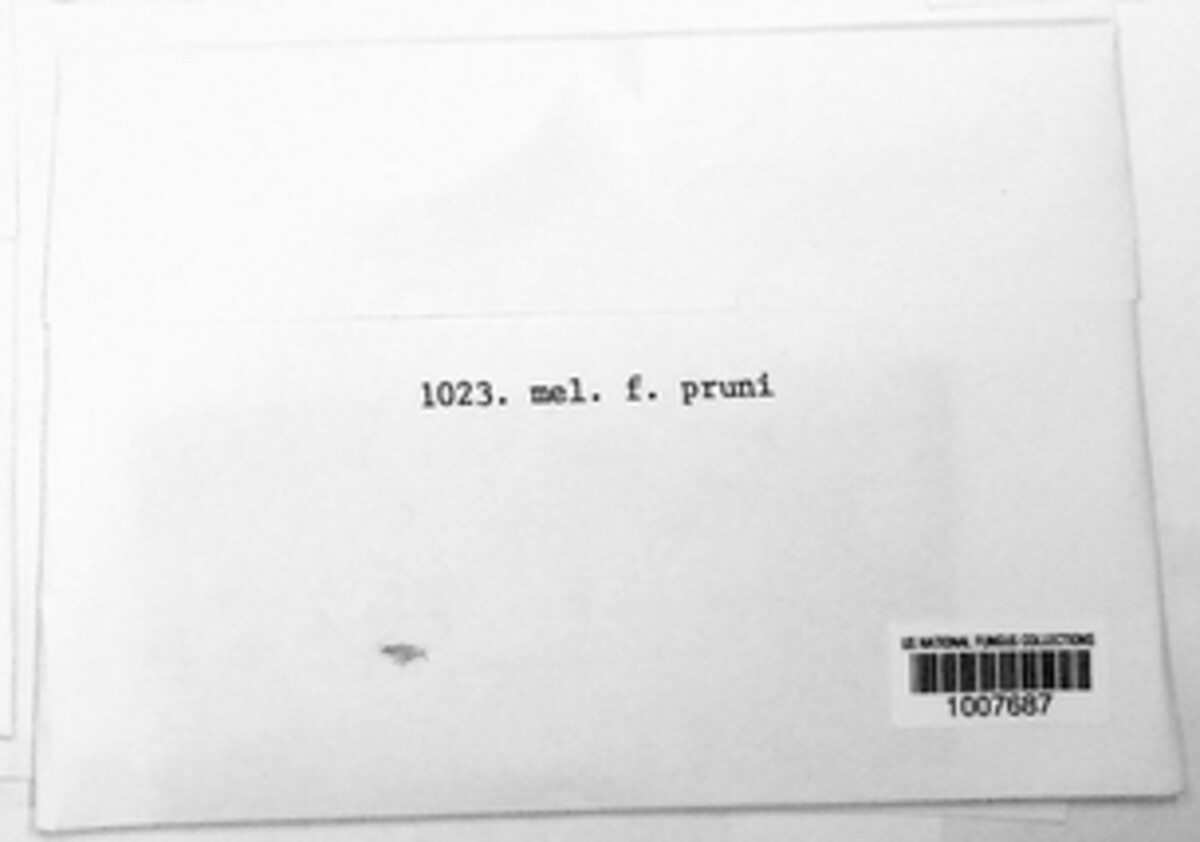 1023. mel. f. pruni
US NATIONAL FUNGUS COLLECTIONS
1007687